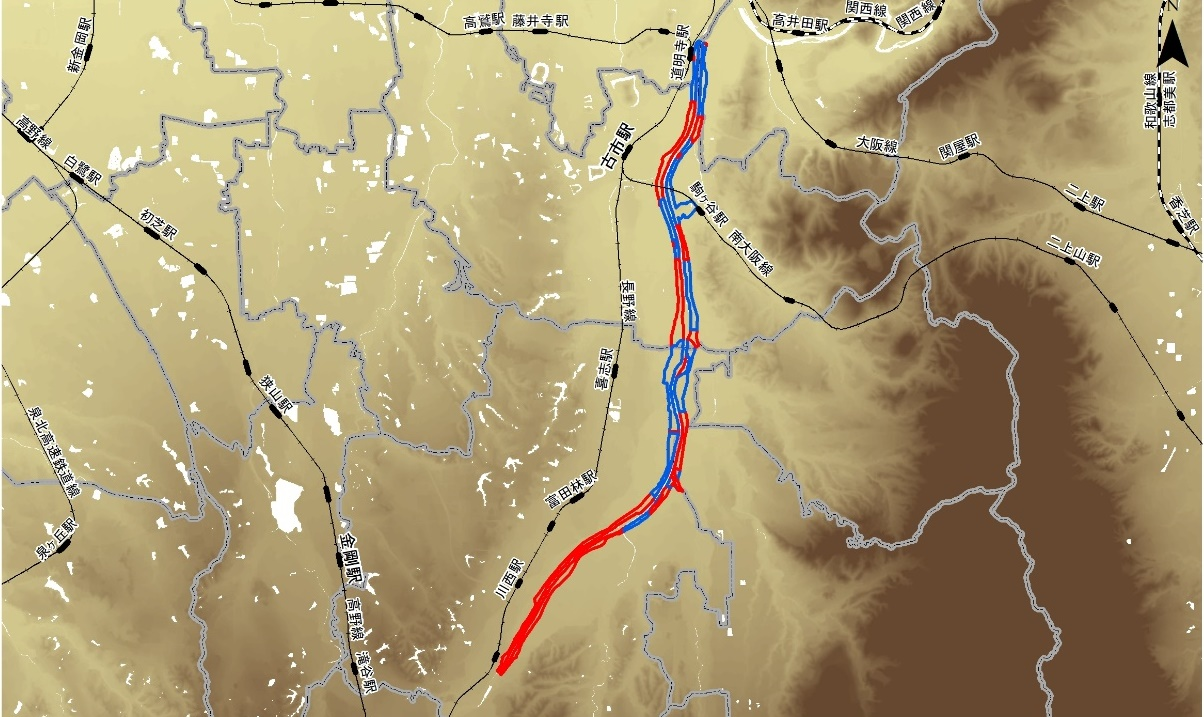 新金岡駅
高鷲駅
藤井寺駅
道明寺駅
高井田駅
関西線
関西線
N
和歌山線
志都美駅
高野線
白鷺駅
古市駅
大阪線
関屋駅
二上駅
香芝駅
初芝駅
駒ヶ谷駅
南大阪線
二上山駅
長野線
喜志駅
狭山駅
泉北高速鉄道線
富田林駅
泉ヶ丘駅
金剛駅
川西駅
高野線
滝谷駅